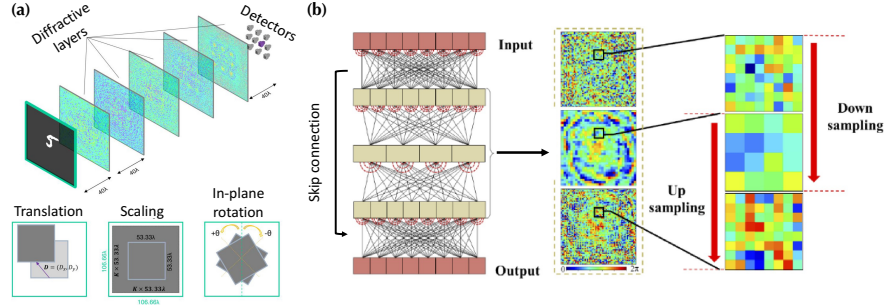 (a)
Diffractive
layers
Detectors
40λ
40λ
40λ
2
Translation
D = (Dx, Dy)
Scaling
53.33λ
53.33λ
K × 53.33λ
K × 53.33λ
106.66λ
106.66λ
In-plane
rotation
+θ
-θ
(b)
Skip connection
Input
Output
0
2π
Down
sampling
Up
sampling